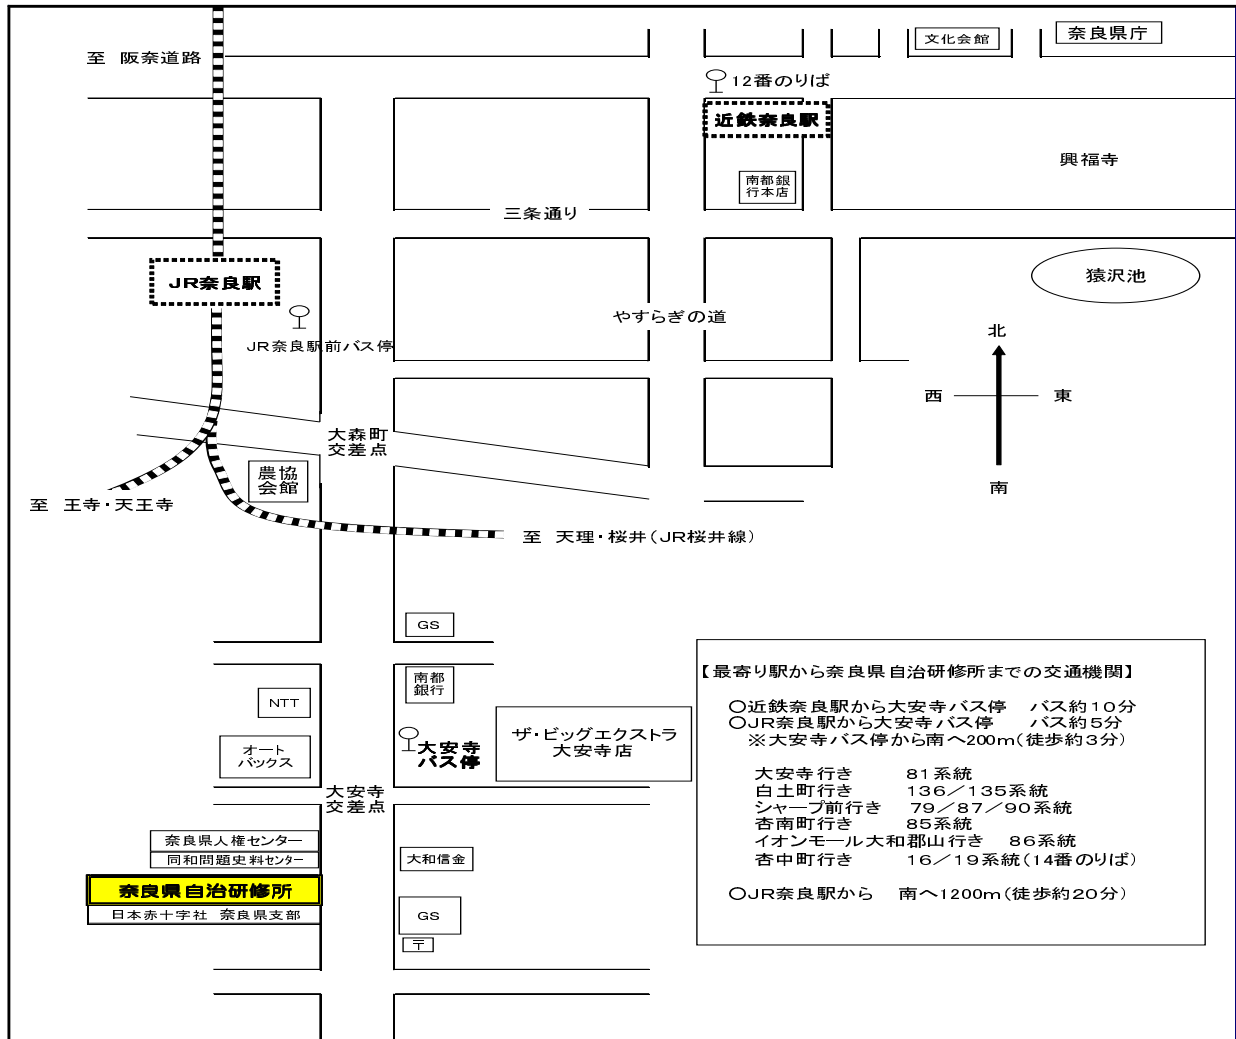 至 阪奈道路
文化会館
奈良県庁
12番のりば
近鉄奈良駅
興福寺
南都銀
行本店
三条通り
JR奈良駅
猿沢池
やすらぎの道
北
JR奈良駅前バス停
西
東
大森町
交差点
農協
会館
南
至 王寺・天王寺
至 天理・桜井(JR桜井線)
GS
【最寄り駅から奈良県自治研修所までの交通機関】
○近鉄奈良駅から大安寺バス停 バス約10分
○JR奈良駅から大安寺バス停 バス約5分
※大安寺バス停から南へ200m(徒歩約3分)
大安寺行き 81系統
白土町行き 136/135系統
シャープ前行き 79/87/90系統
杏南町行き 85系統
イオンモール大和郡山行き 86系統
杏中町行き 16/19系統(14番のりば)
○JR奈良駅から 南へ1200m(徒歩約20分)
南都
銀行
NTT
ザ・ビッグエクストラ
大安寺店
オート
バックス
大安寺
バス停
大安寺
交差点
奈良県人権センター
同和問題史料センター
大和信金
奈良県自治研修所
日本赤十字社 奈良県支部
GS
〒